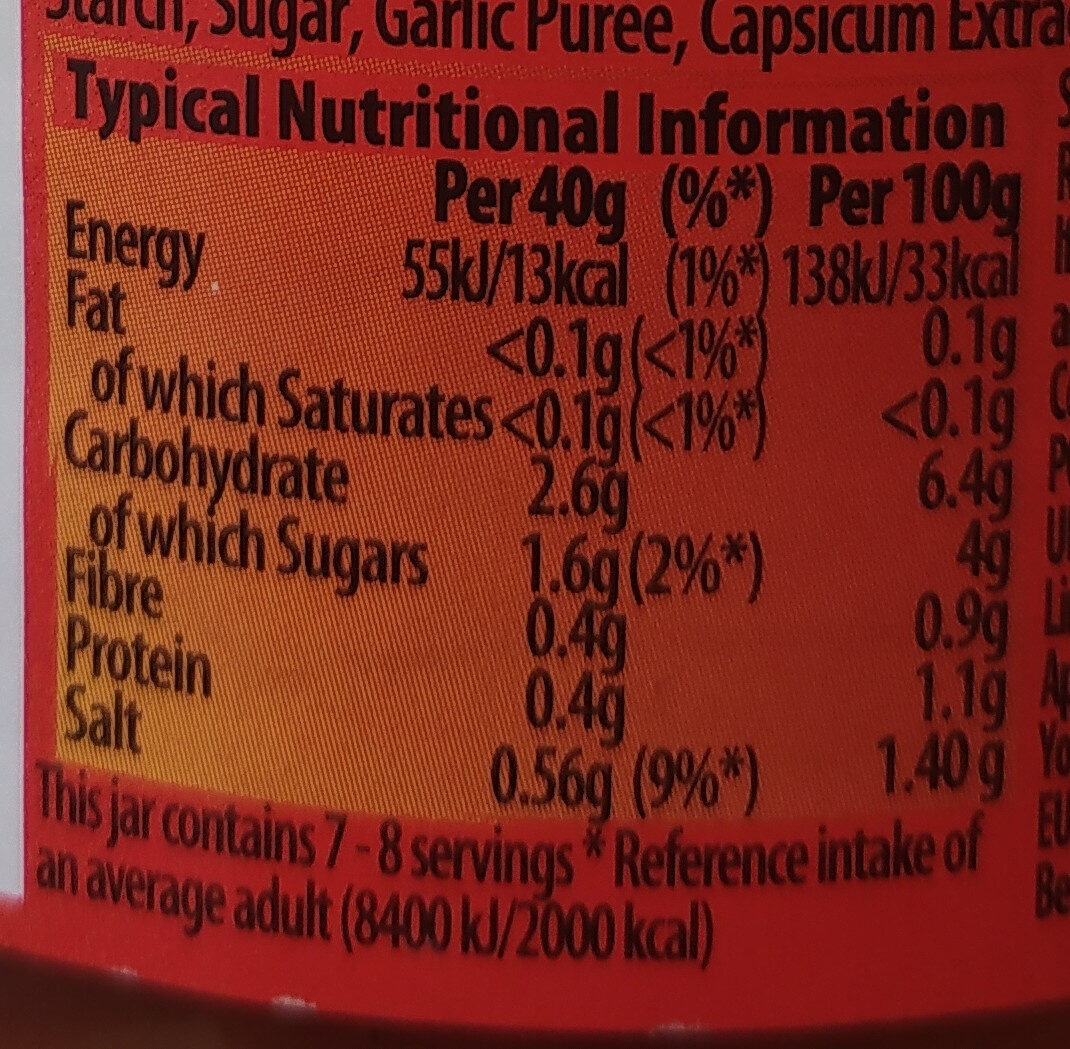 Starch, Sugar, Garlic Puree, Capsicum
Typical Nutritional Information
Per 40g (%*) Per 100g
Energy 55kJ/13kcal (1%*) 138kJ/33kcal
Fat <0.1g (<1%*) 0.1g
of which Saturates <0.1g (<1%*) <0.1g
Carbohydrate 2.6g 6.4g
of which Sugars 1.6g (2%*) 4g
Fibre 0.4g 0.9g
Protein 0.4g 1.1g
Salt 0.56g (9%*) 1.40 g
This jar contains 7 - 8 servings * Reference intake of
an average adult (8400 kJ/2000 kcal)